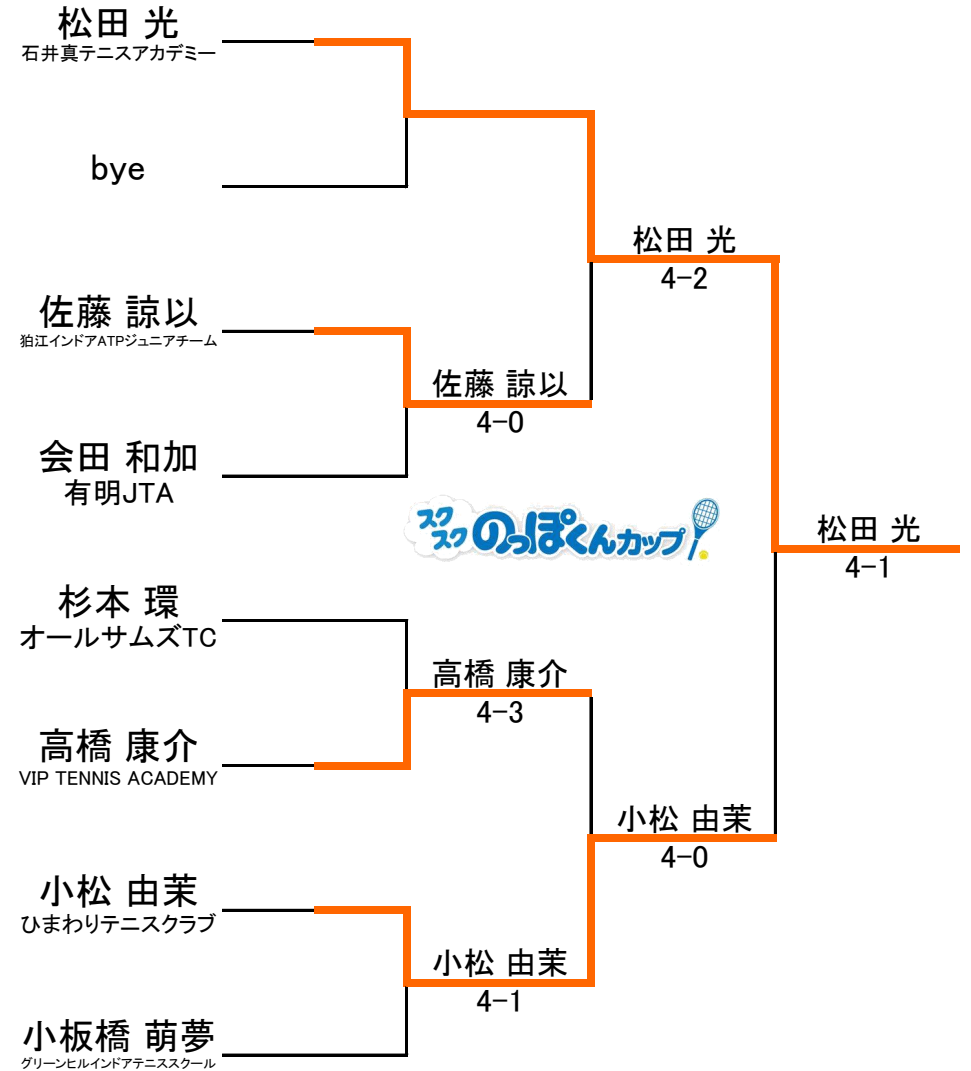 松田 光
石井真テニスアカデミー
bye
佐藤 諒以
狛江インドアATPジュニアチーム
会田 和加
有明JTA
杉本 環
オールサムズTC
高橋 康介
VIP TENNIS ACADEMY
小松 由茉
ひまわりテニスクラブ
小板橋 萌夢
グリーンヒルインドアテニススクール
佐藤 諒以
4-0
高橋 康介
4-3
小松 由茉
4-1
松田 光
4-2
小松 由茉
4-0
松田 光
4-1
スクスク のっぽくんカップ